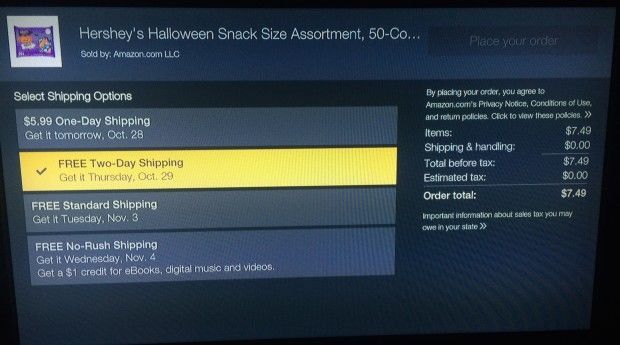 Hershey's Halloween Snack Size Assortment, 50-Co...
Sold by: Amazon.com LLC
Place your order
Select Shipping Options
$5.99 One-Day Shipping
Get it tomorrow, Oct. 28
FREE Two-Day Shipping
Get it Thursday, Oct. 29
FREE Standard Shipping
Get it Tuesday, Nov. 3
FREE No-Rush Shipping
Get it Wednesday, Nov. 4
Get a $1 credit for eBooks, digital music and videos.
By placing your order, you agree to
Amazon.com's Privacy Notice, Conditions of Use,
and return policies. Click to view these policies. »
Items: $7.49
Shipping & handling: $0.00
Total before tax: $7.49
Estimated tax: $0.00
Order total: $7.49
Important information about sales tax you may
owe in your state »